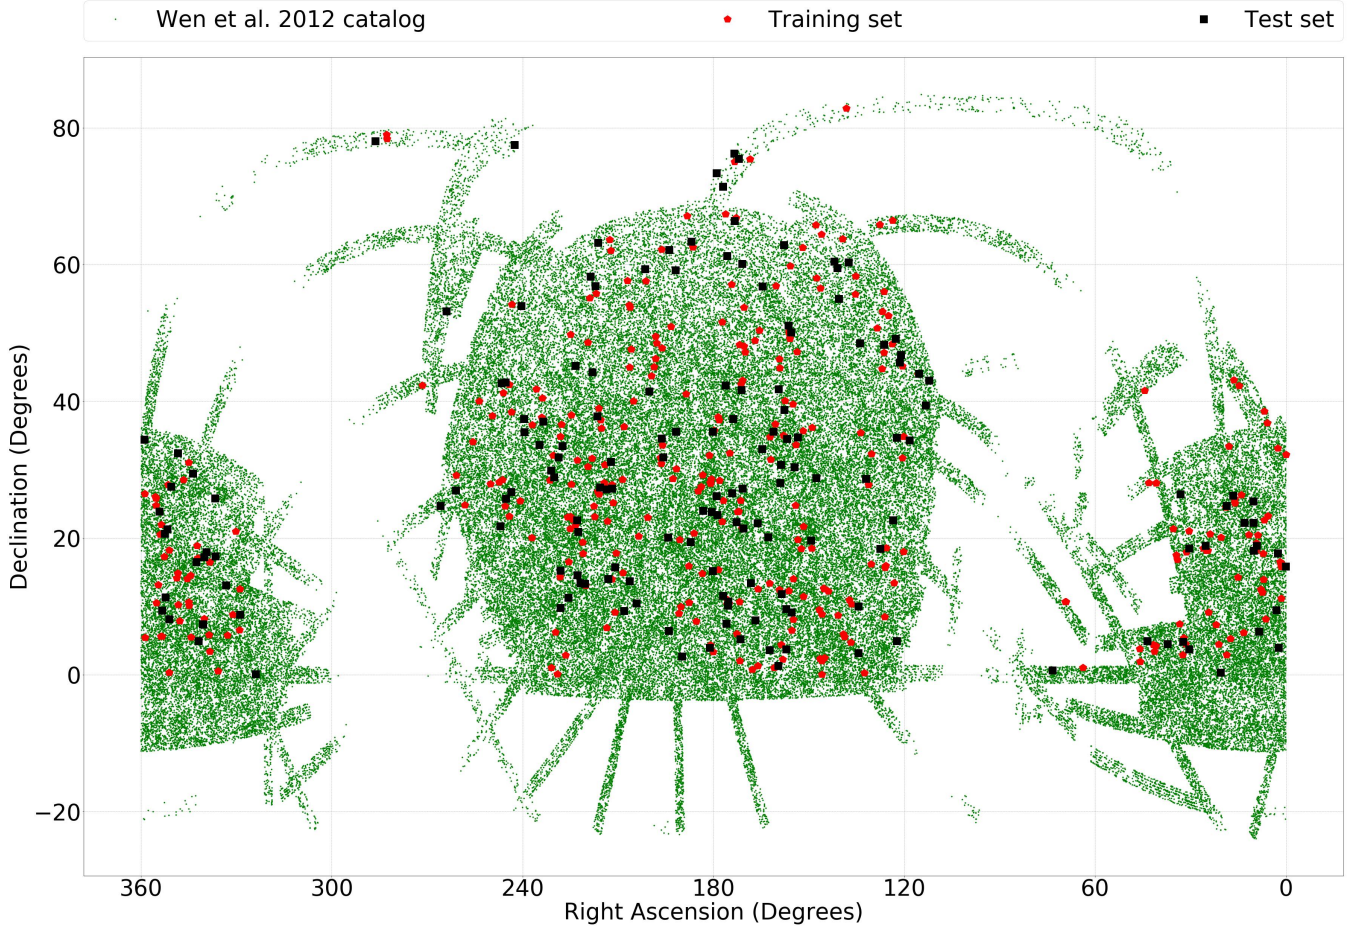 Wen et al. 2012 catalog Training set Test set
80
60
40
20
0
−20
Declination (Degrees)
360 300 240 180 120 60 0
Right Ascension (Degrees)